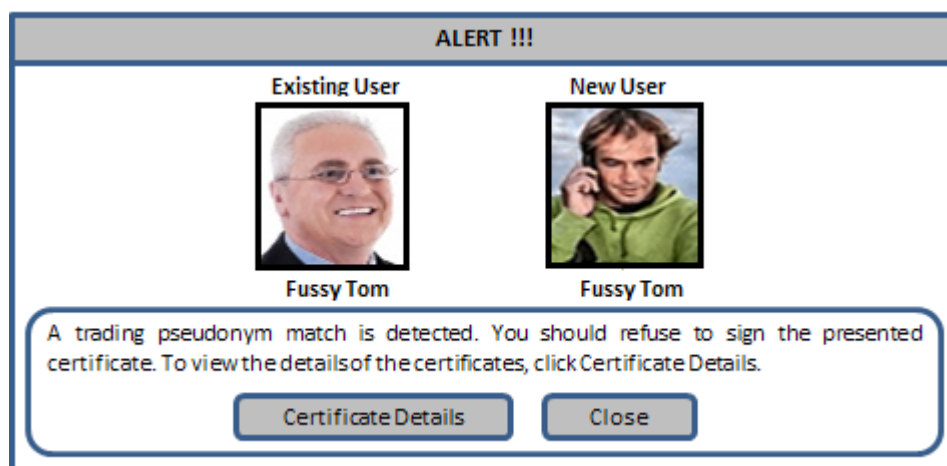 ALERT !!!
Existing User New User
Fussy Tom Fussy Tom
A trading pseudonym match is detected. You should refuse to sign the presented
certificate. To view the details of the certificates, click Certificate Details.
Certificate Details Close